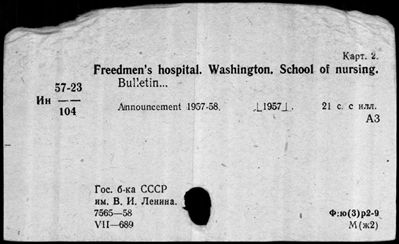 Карт. 2.
Freedmen's hospital. Washington. School of nursing.
57-23
Bulletin...
Ин
104
Announcement 1957-58. [1957]. 21 с. с илл.
АЗ
Гос. б-ка СССР
им. В. И. Ленина.
7565—58
Ф:ю(3)р2-9
VII—689
М(ж2)